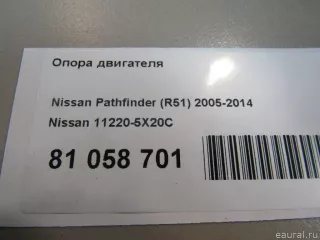 Опора двигателя
Nissan Pathfinder (R51) 2005-2014
Nissan 11220-5X20C
81 058 701
eaural.ru